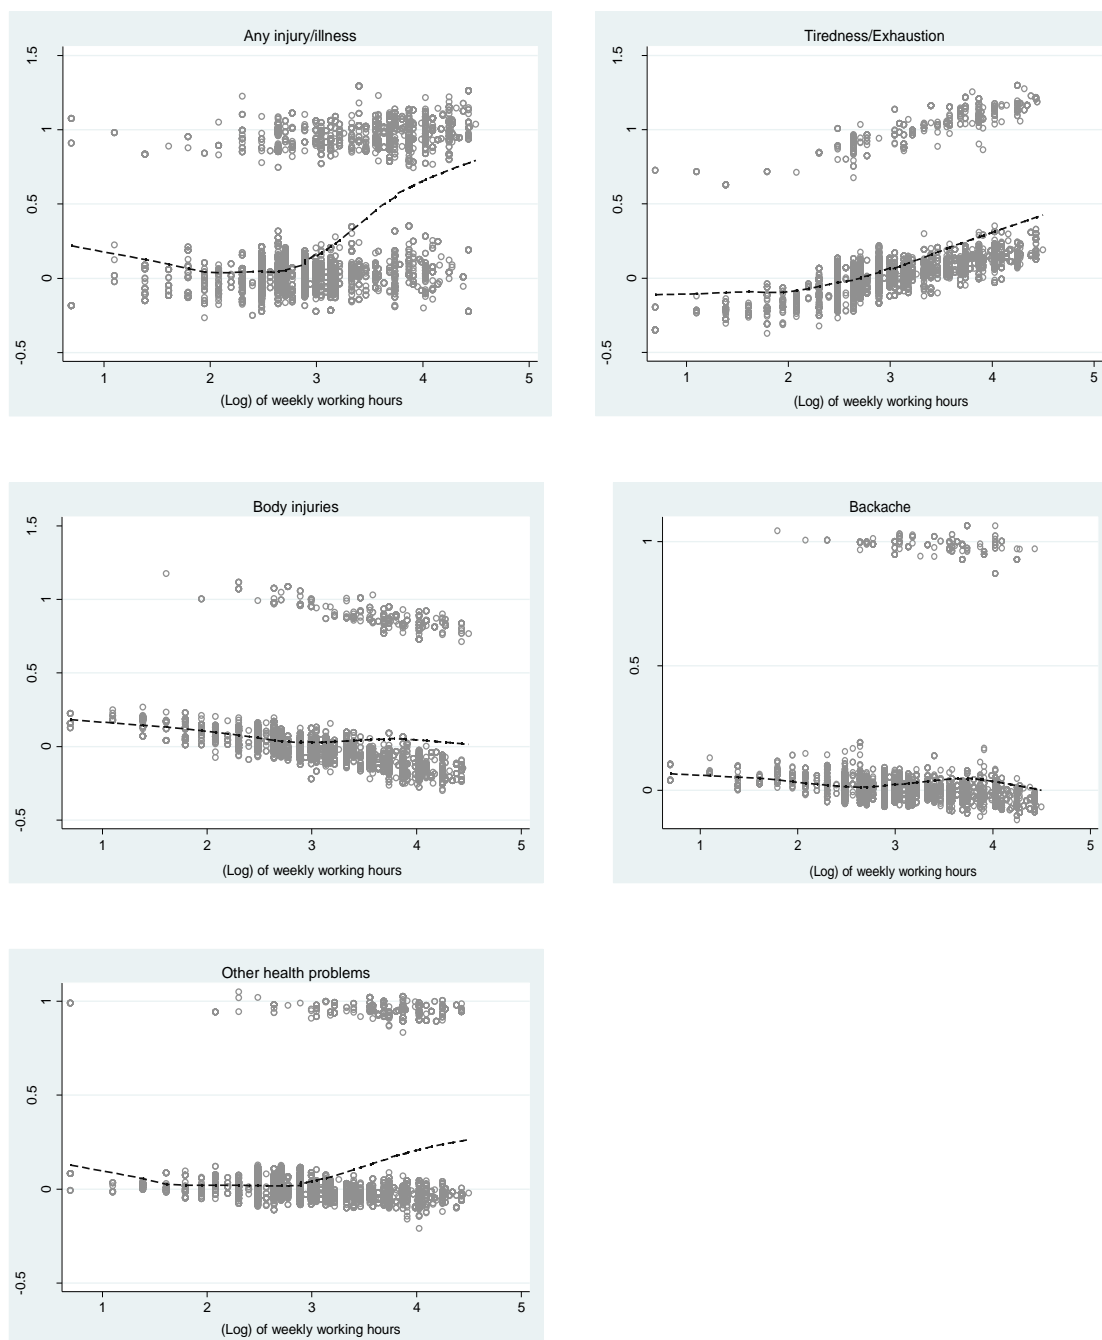 Any injury/illness
1.5
1
0.5
0
-0.5
1 2 3 4 5
(Log) of weekly working hours
Tiredness/Exhaustion
1.5
1
0.5
0
-0.5
1 2 3 4 5
(Log) of weekly working hours
Body injuries
1.5
1
0.5
0
-0.5
1 2 3 4 5
(Log) of weekly working hours
Backache
1
0.5
0
1 2 3 4 5
(Log) of weekly working hours
Other health problems
1
0.5
0
-0.5
1 2 3 4 5
(Log) of weekly working hours